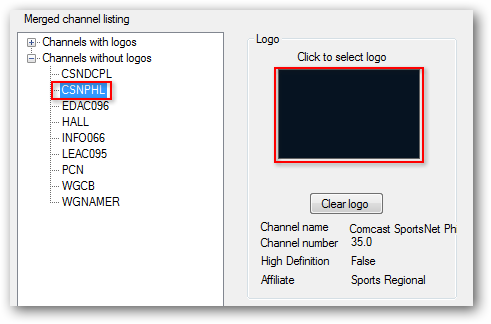 Merged channel listing
Channels with logos
Channels without logos
CSNDCPL
CSNPHL
EDAC096
HALL
INFO066
LEAC095
PCN
WGCB
WGNAMER
Logo
Click to select logo
Clear logo
Channel name Comcast SportsNet Ph
Channel number 35.0
High Definition False
Affiliate Sports Regional